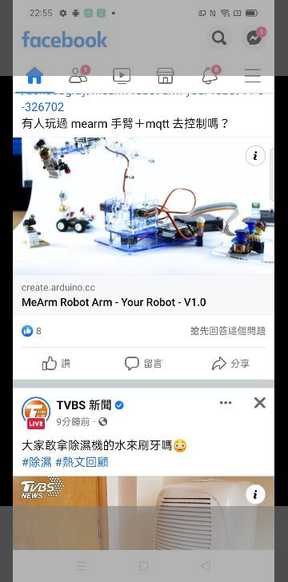 22:55
facebook
-326702
有人玩過 mearm 手臂＋mqtt 去控制嗎？
create.arduino.cc
MeArm Robot Arm - Your Robot - V1.0
8
搶先回答這個問題
讚
留言
分享
TVBS 新聞
LIVE
9分鐘前
大家敢拿除濕機的水來刷牙嗎
#除濕 #熱文回顧
TVBS
NEWS